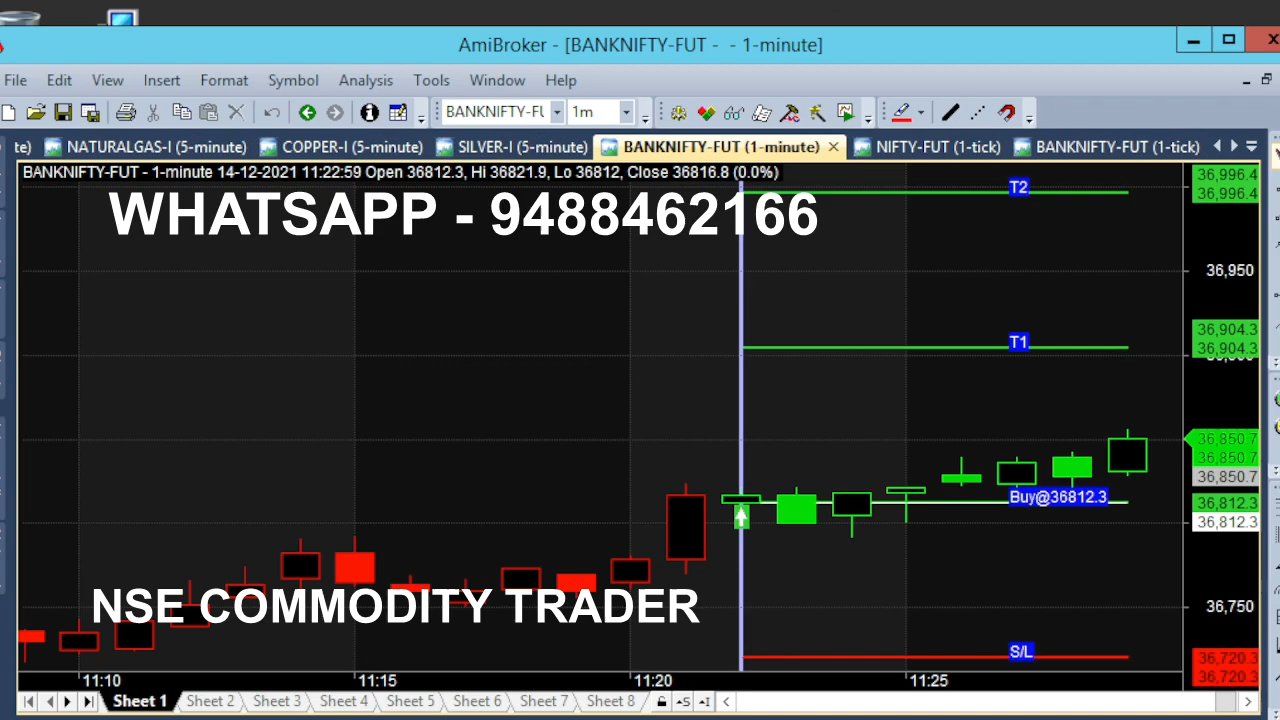 AmiBroker - [BANKNIFTY-FUT - - 1-minute]
File Edit View Insert Format Symbol Analysis Tools Window Help
BANKNIFTY-FU 1m
te) NATURALGAS-I (5-minute) COPPER-I (5-minute) SILVER-I (5-minute) BANKNIFTY-FUT (1-minute) NIFTY-FUT (1-tick) BANKNIFTY-FUT (1-tick)
BANKNIFTY-FUT - 1-minute 14-12-2021 11:22:59 Open 36812.3, Hi 36821.9, Lo 36812, Close 36816.8 (0.0%)
36,996.4
T2
36,996.4
WHATSAPP - 9488462166
36,950
36,904.3
T1
36,904.3
36,850.7
36,850.7
36,850.7
Buy@36812.3
36,812.3
36,812.3
NSE COMMODITY TRADER
36,750
S/L
36,720.3
36,720.3
11:10 11:15 11:20 11:25
Sheet 1 Sheet 2 Sheet 3 Sheet 4 Sheet 5 Sheet 6 Sheet 7 Sheet 8